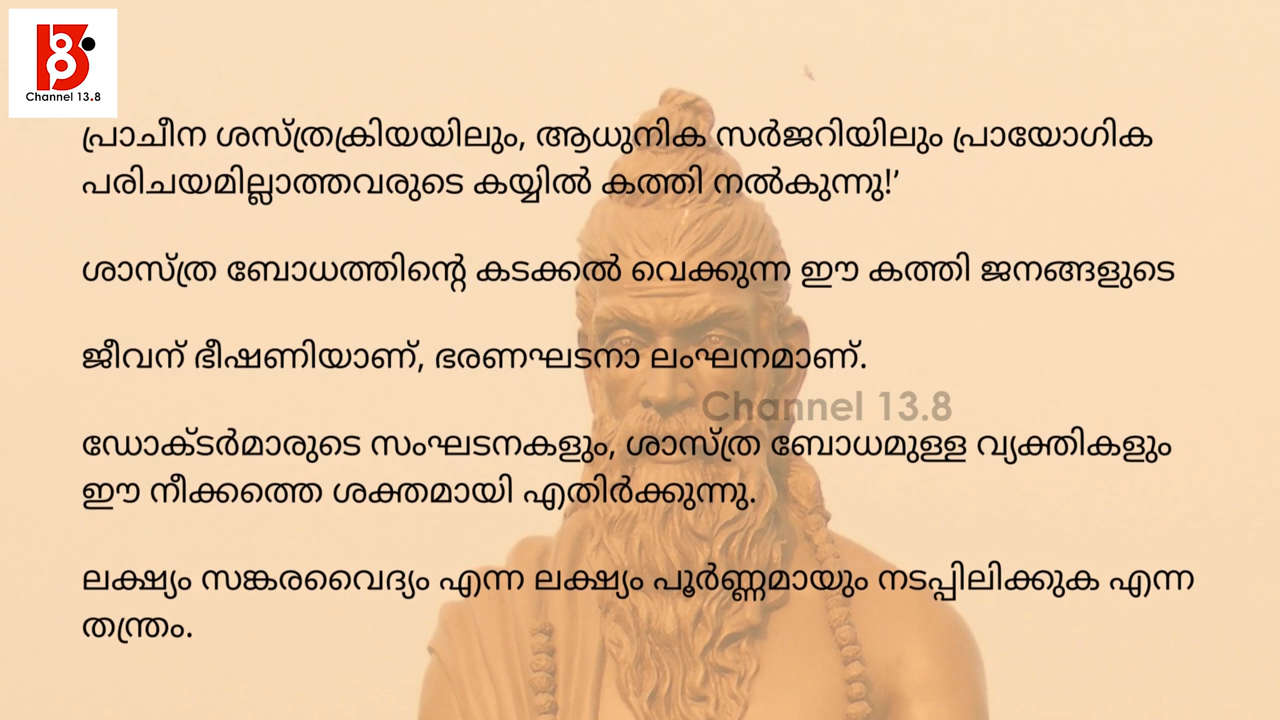 Channel 13.8
പ്രാചീന ശസ്ത്രക്രിയയിലും, ആധുനിക സർജറിയിലും പ്രായോഗിക
പരിചയമില്ലാത്തവരുടെ കയ്യിൽ കത്തി നൽകുന്നു!’
ശാസ്ത്ര ബോധത്തിന്റെ കടക്കൽ വെക്കുന്ന ഈ കത്തി ജനങ്ങളുടെ
ജീവന് ഭീഷണിയാണ്, ഭരണഘടനാ ലംഘനമാണ്.
Channel 13.8
ഡോക്ടർമാരുടെ സംഘടനകളും, ശാസ്ത്ര ബോധമുള്ള വ്യക്തികളും
ഈ നീക്കത്തെ ശക്തമായി എതിർക്കുന്നു.
ലക്ഷ്യം സങ്കരവൈദ്യം എന്ന ലക്ഷ്യം പൂർണ്ണമായും നടപ്പിലിക്കുക എന്ന
തന്ത്രം.